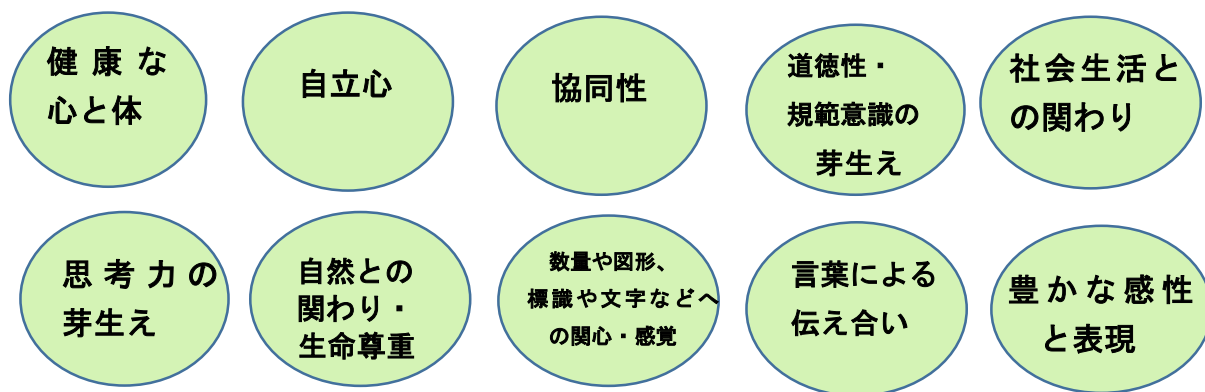 健康な
心と体
自立心
協同性
道徳性・
規範意識の
芽生え
社会生活と
の関わり
思考力の
芽生え
自然との
関わり・
生命尊重
数量や図形、
標識や文字などへ
の関心・感覚
言葉による
伝え合い
豊かな感性
と表現